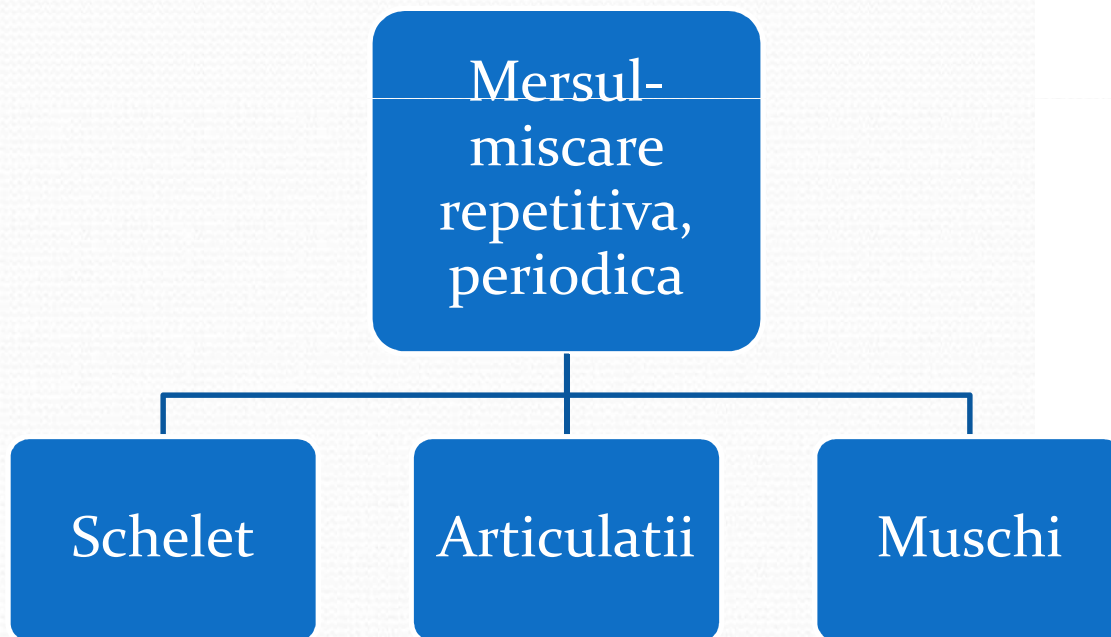 Mersul-
miscare
repetitiva,
periodica
Schelet
Articulatii
Muschi